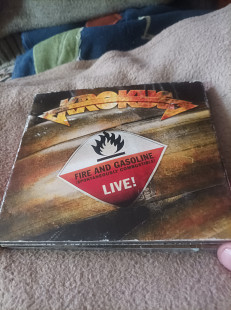 KROKUS
FIRE AND GASOLINE
LIVE!